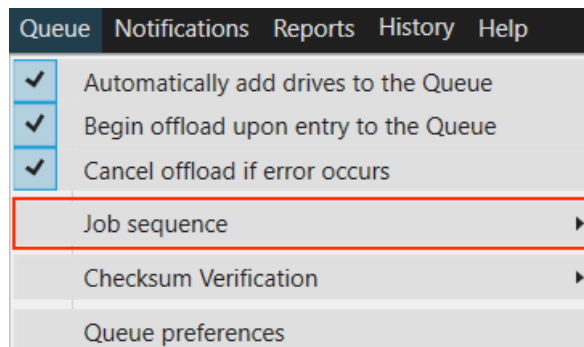 Queue Notifications Reports History Help
Automatically add drives to the Queue
Begin offload upon entry to the Queue
Cancel offload if error occurs
Job sequence
Checksum Verification
Queue preferences